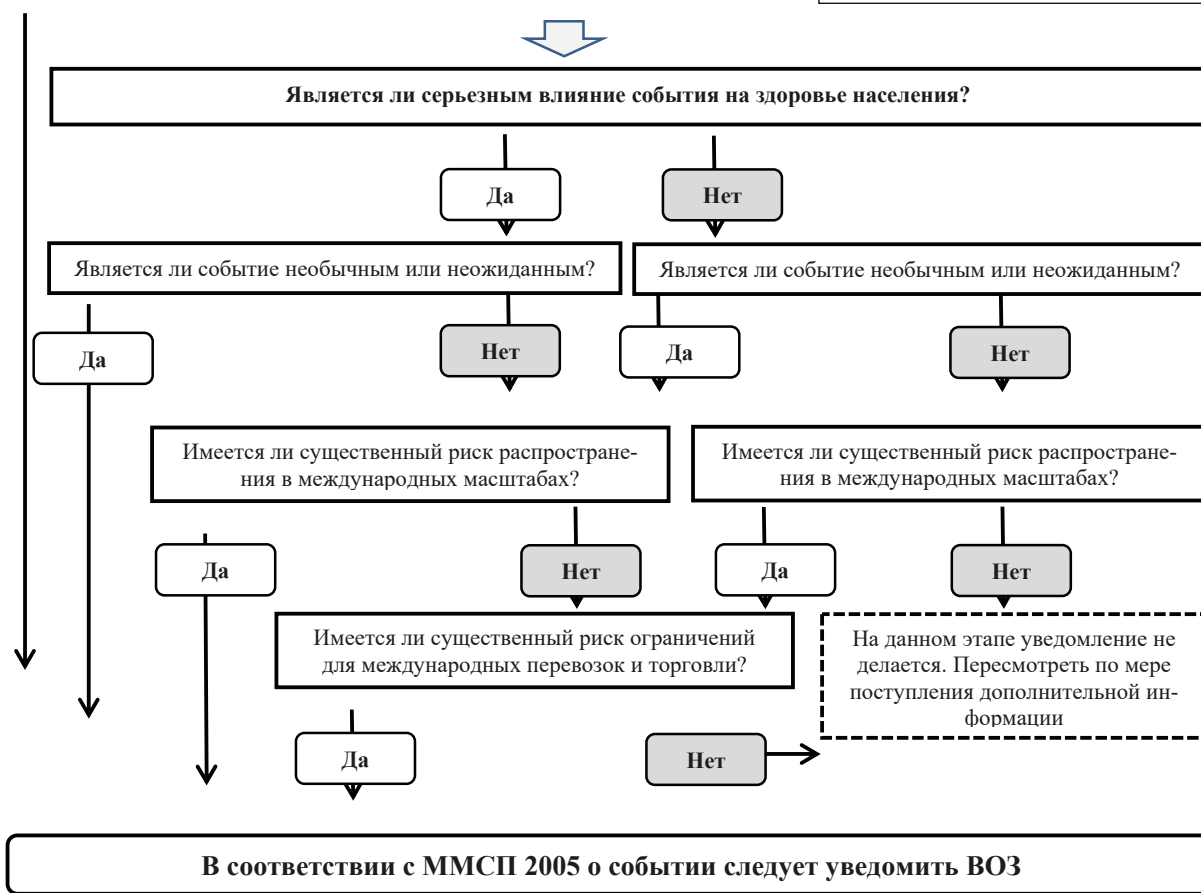 Является ли серьезным влияние события на здоровье населения?
Да
Нет
Является ли событие необычным или неожиданным?
Является ли событие необычным или неожиданным?
Да
Нет
Да
Нет
Имеется ли существенный риск распростране-
ния в международных масштабах?
Имеется ли существенный риск распростране-
ния в международных масштабах?
Да
Нет
Да
Нет
Имеется ли существенный риск ограничений
для международных перевозок и торговли?
На данном этапе уведомление не
делается. Пересмотреть по мере
поступления дополнительной ин-
формации
Да
Нет
В соответствии с ММСП 2005 о событии следует уведомить ВОЗ